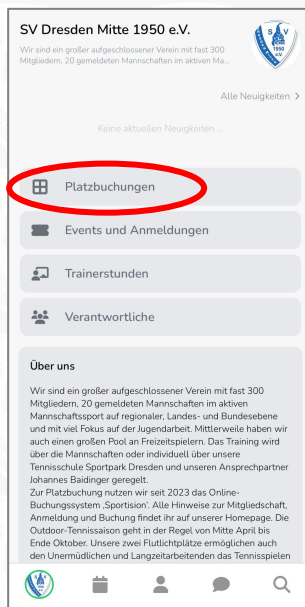 SV Dresden Mitte 1950 e.V.
Wir sind ein großer aufgeschlossener Verein mit fast 300
Mitgliedern, 20 gemeldeten Mannschaften im aktiven Ma...
S V
Alle Neuigkeiten >
Keine aktuellen Neuigkeiten ...
Platzbuchungen
Events und Anmeldungen
Trainerstunden
Verantwortliche
Über uns
Wir sind ein großer aufgeschlossener Verein mit fast 300
Mitgliedern, 20 gemeldeten Mannschaften im aktiven
Mannschaftssport auf regionaler, Landes- und Bundesebene
und mit viel Fokus auf der Jugendarbeit. Mittlerweile haben wir
auch einen großen Pool an Freizeitspielern. Das Training wird
über die Mannschaften oder individuell über unsere
Tennisschule Sportpark Dresden und unseren Ansprechpartner
Johannes Baidinger geregelt.
Zur Platzbuchung nutzen wir seit 2023 das Online-
Buchungssystem ‚Sportision‘. Alle Hinweise zur Mitgliedschaft,
Anmeldung und Buchung findet ihr auf unserer Homepage. Die
Outdoor-Tennissaison geht in der Regel von Mitte April bis
Ende Oktober. Unsere zwei Flutlichtplätze ermöglichen auch
den Unermüdlichen und Langzeitarbeitenden das Tennisspielen